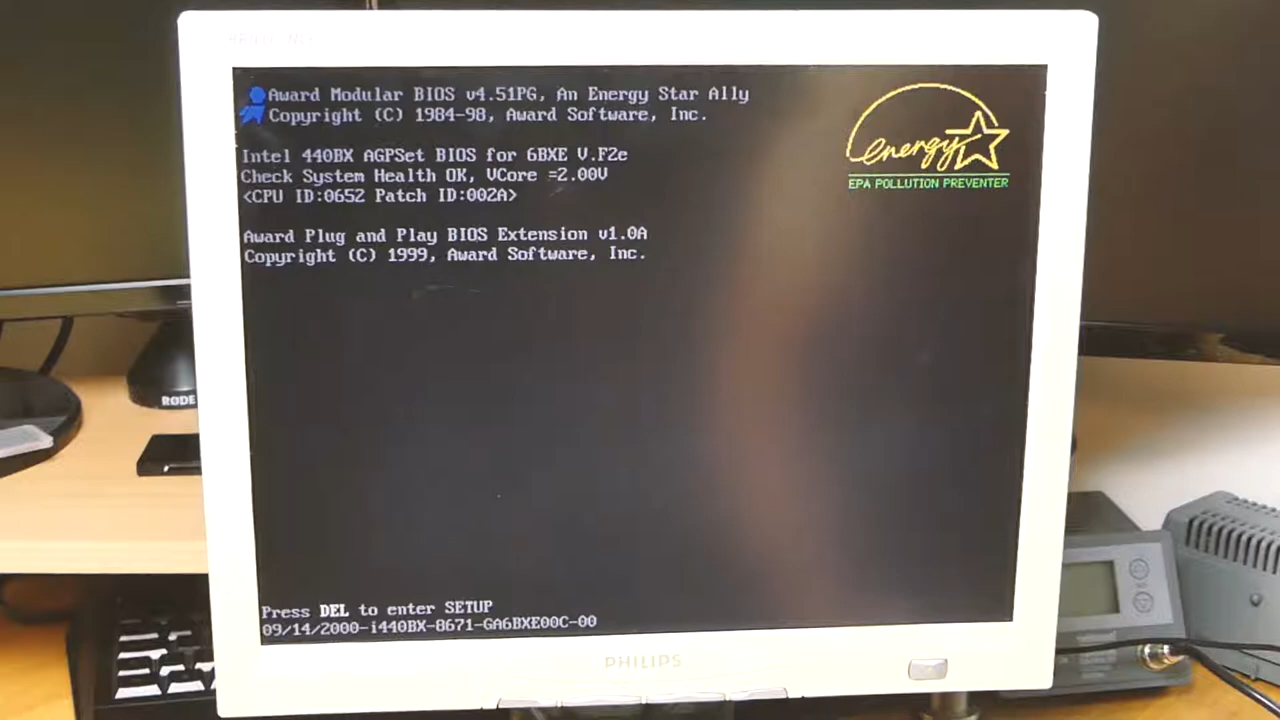 Award Modular BIOS v4.51PG, An Energy Star Ally
Copyright (C) 1984-98, Award Software, Inc.
energy
EPA POLLUTION PREVENTER
Intel 440BX AGPSet BIOS for 6BXE V.F2e
Check System Health OK, VCore =2.00V
<CPU ID:0652 Patch ID:002A>
Award Plug and Play BIOS Extension v1.0A
Copyright (C) 1999, Award Software, Inc.
RØDE
Press DEL to enter SETUP
09/14/2000-i440BX-8671-GA6BXE00C-00
PHILIPS